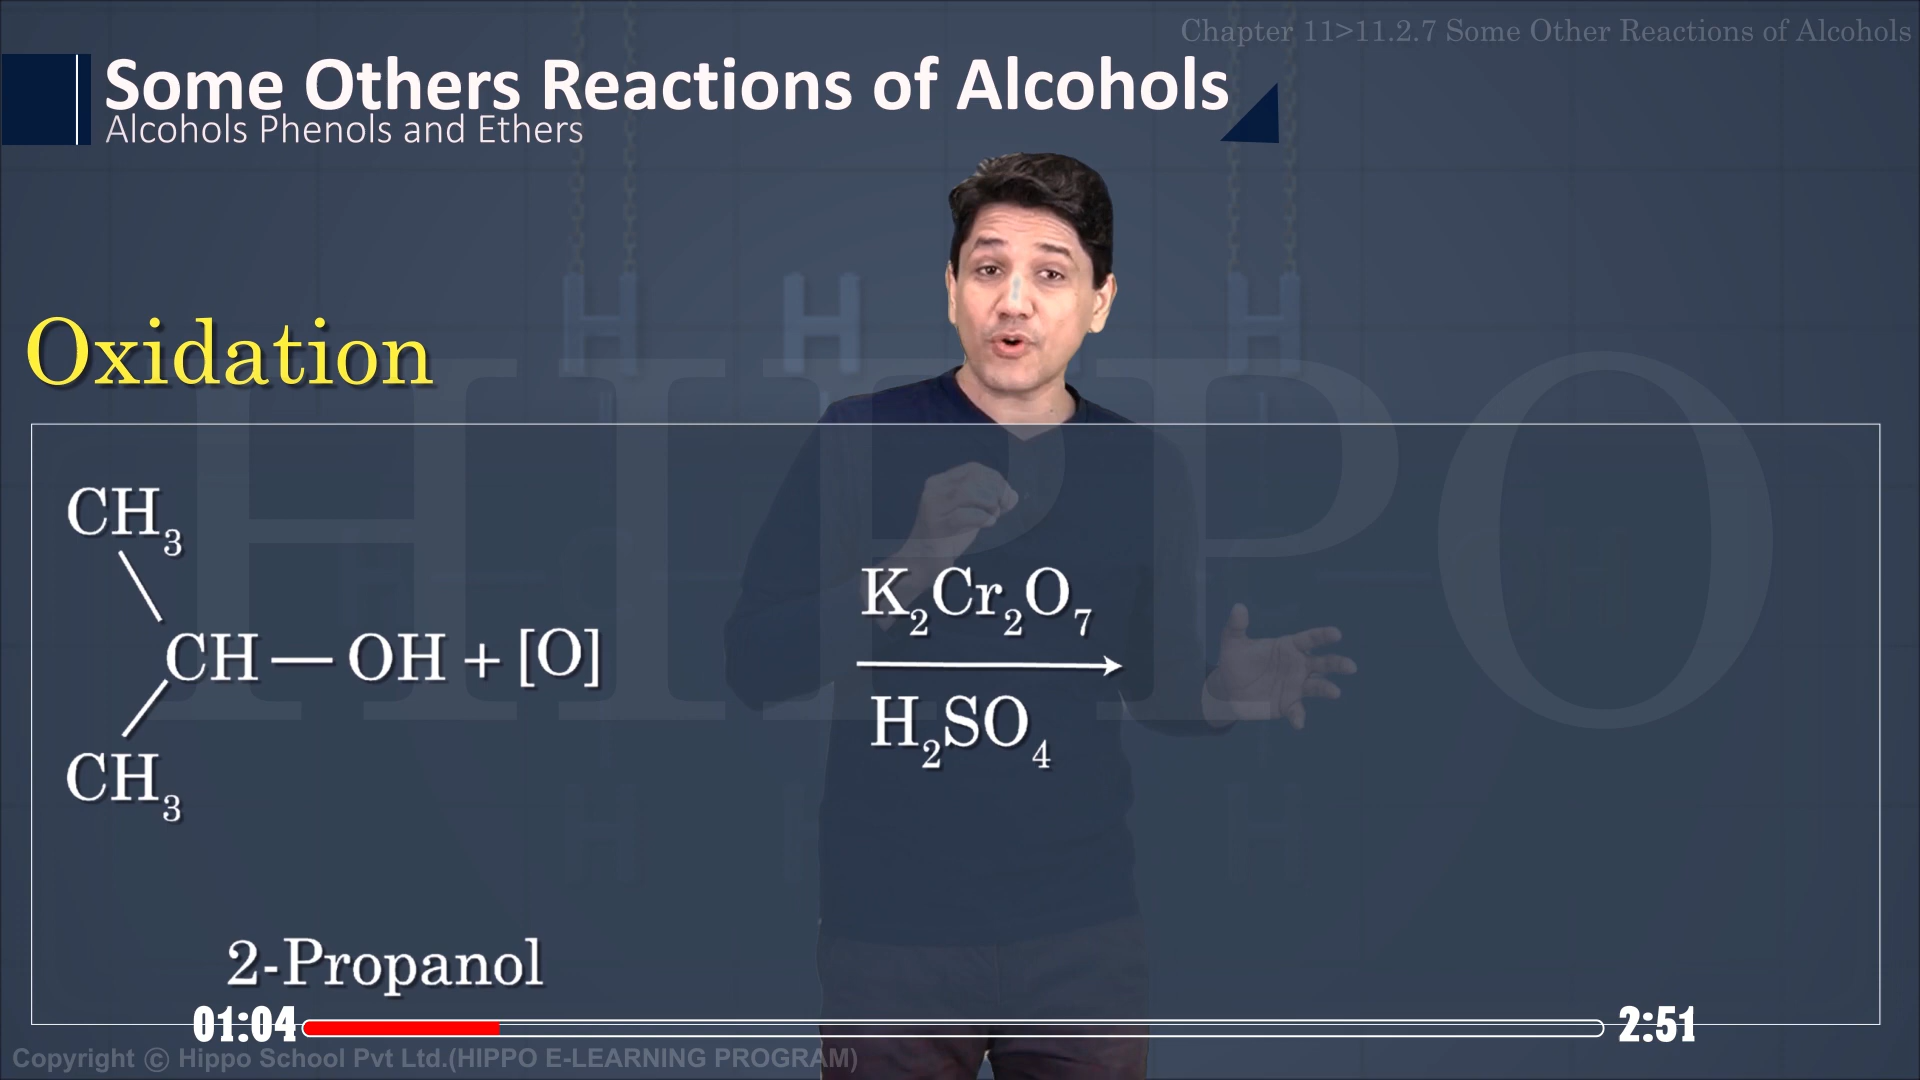 Chapter 11>11.2.7 Some Other Reactions of Alcohols
Some Others Reactions of Alcohols
Alcohols Phenols and Ethers
H H H
Oxidation
HIPPO
CH₃
K₂Cr₂O₇
CH — OH + [O]
H₂SO₄
CH₃
2-Propanol
01:04 2:51
Copyright © Hippo School Pvt Ltd.(HIPPO E-LEARNING PROGRAM)